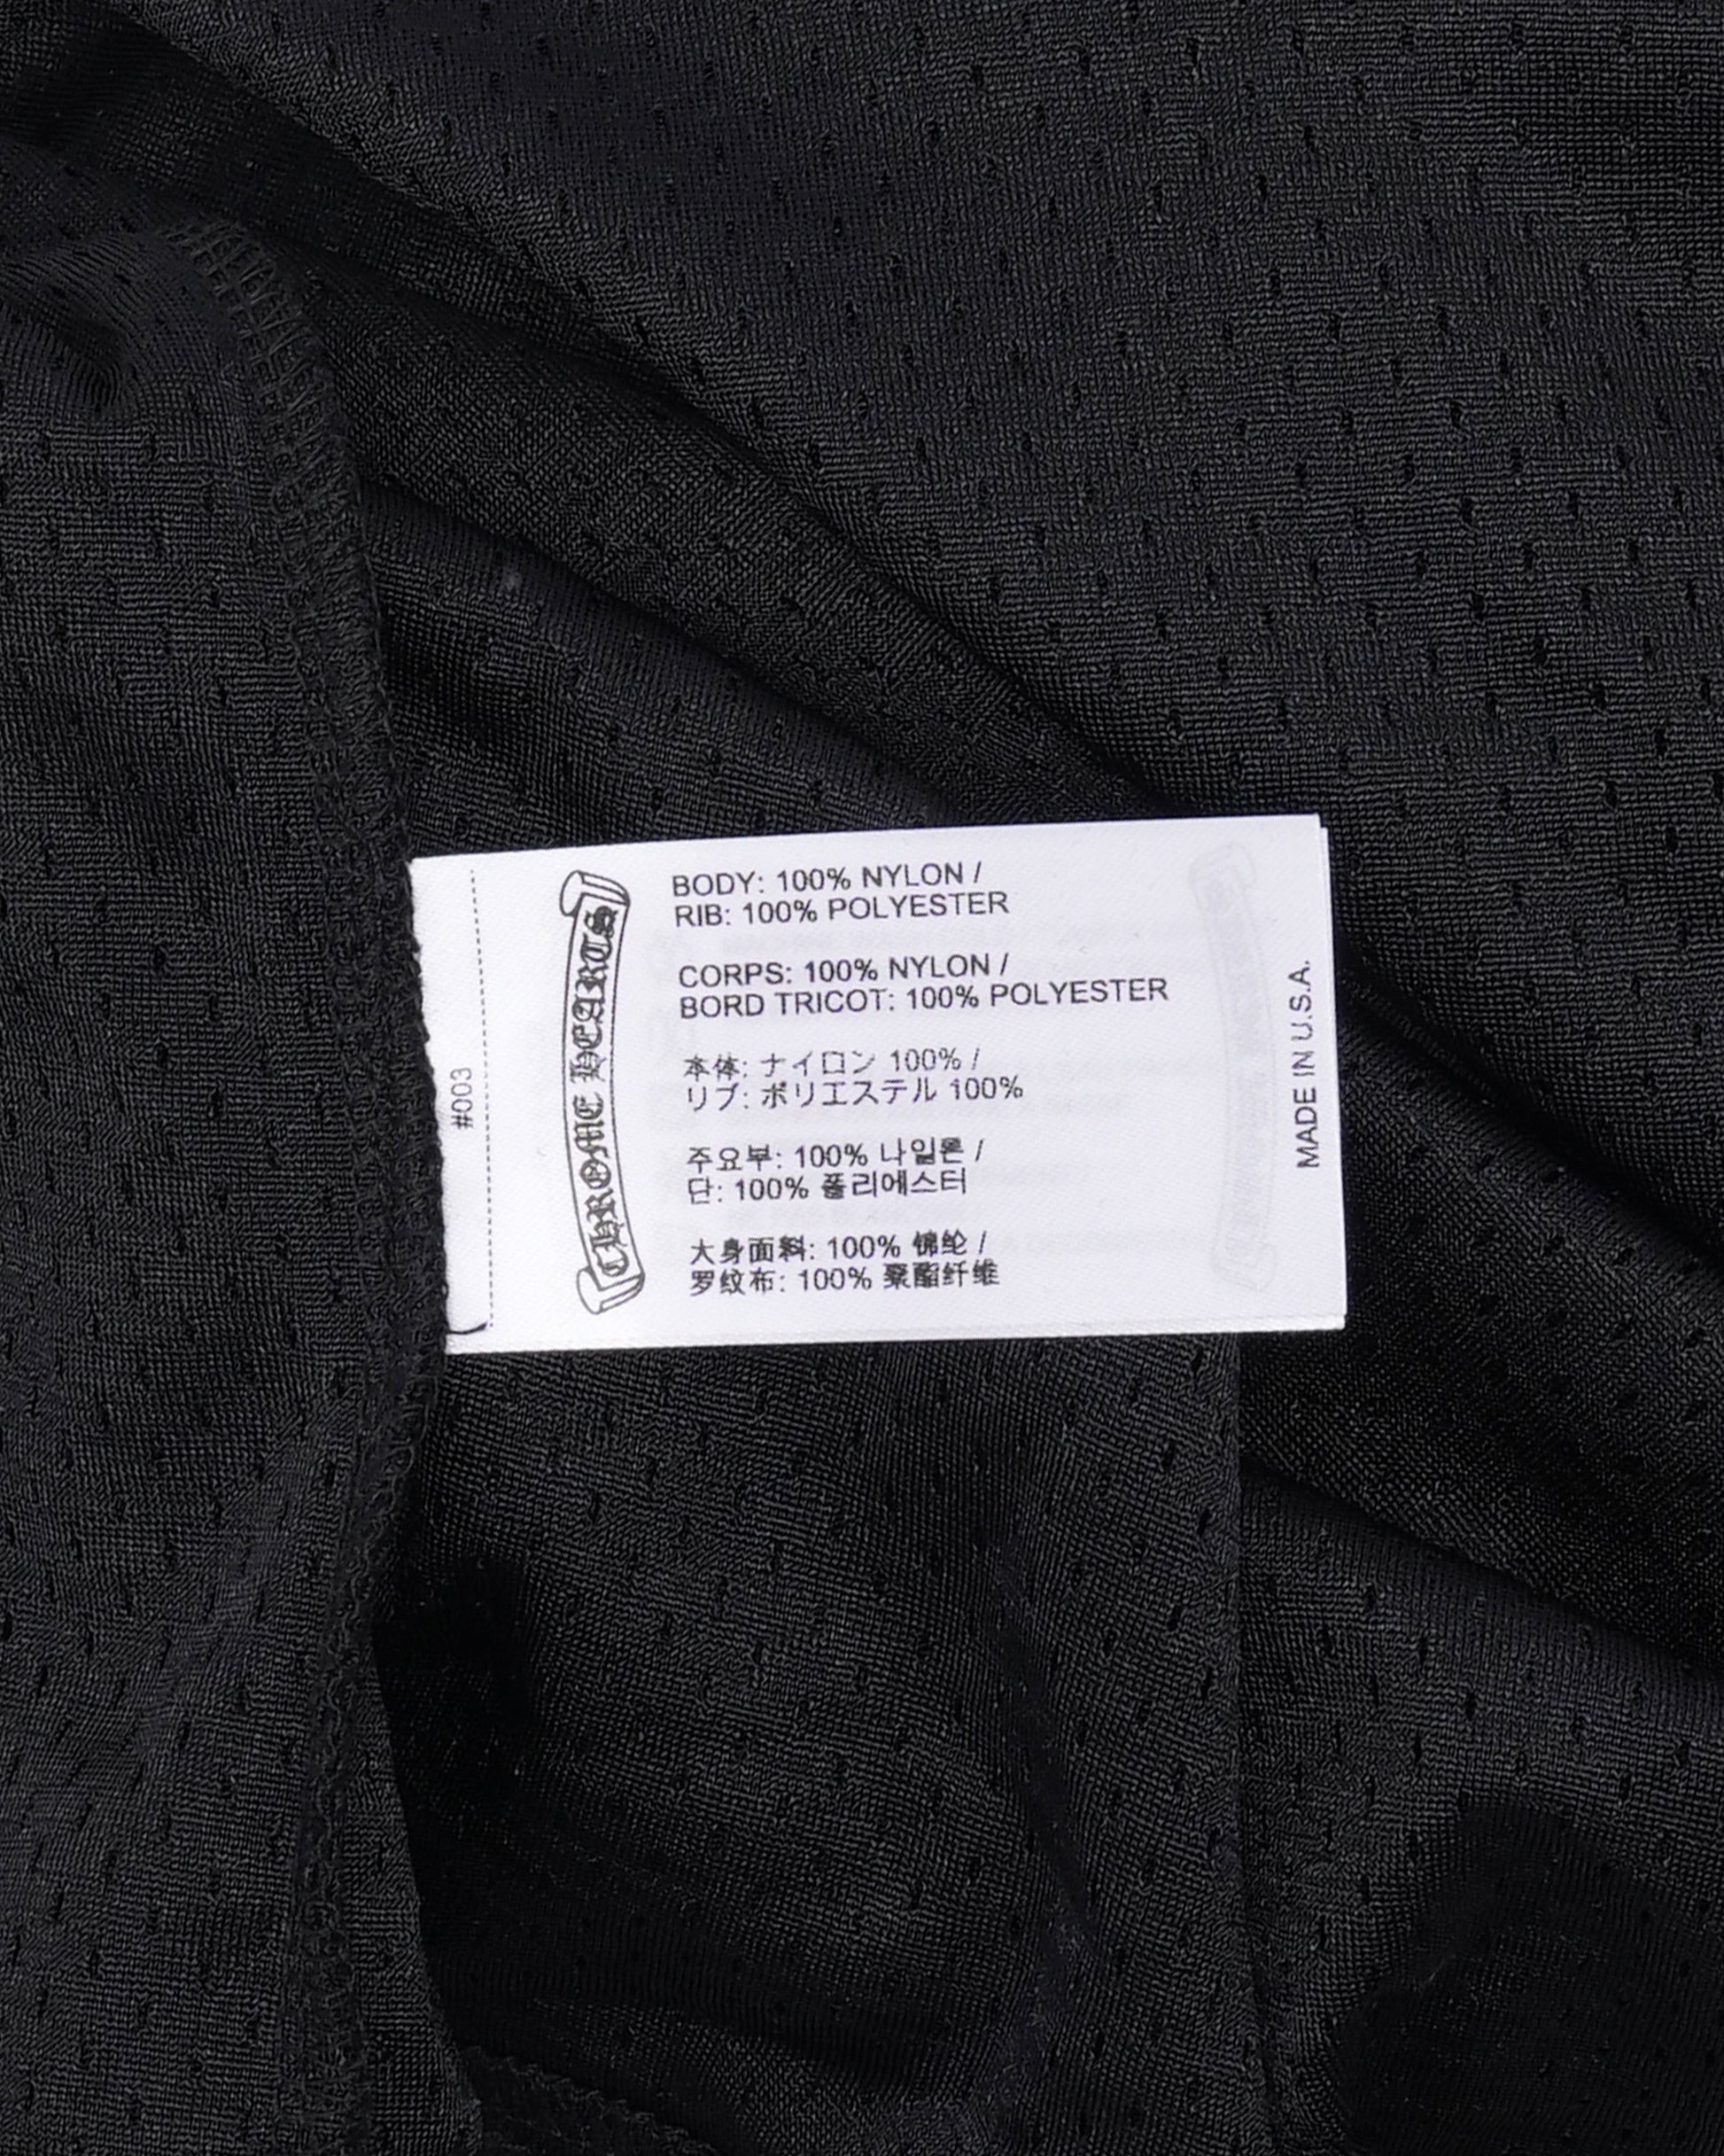 #003
CHROME HEARTS
BODY: 100% NYLON /
RIB: 100% POLYESTER
CORPS: 100% NYLON /
BORD TRICOT: 100% POLYESTER
本体: ナイロン 100% /
リブ: ポリエステル 100%
주요부: 100% 나일론 /
단: 100% 폴리에스터
大身面料: 100% 锦纶 /
罗纹布: 100% 聚酯纤维
MADE IN U.S.A.